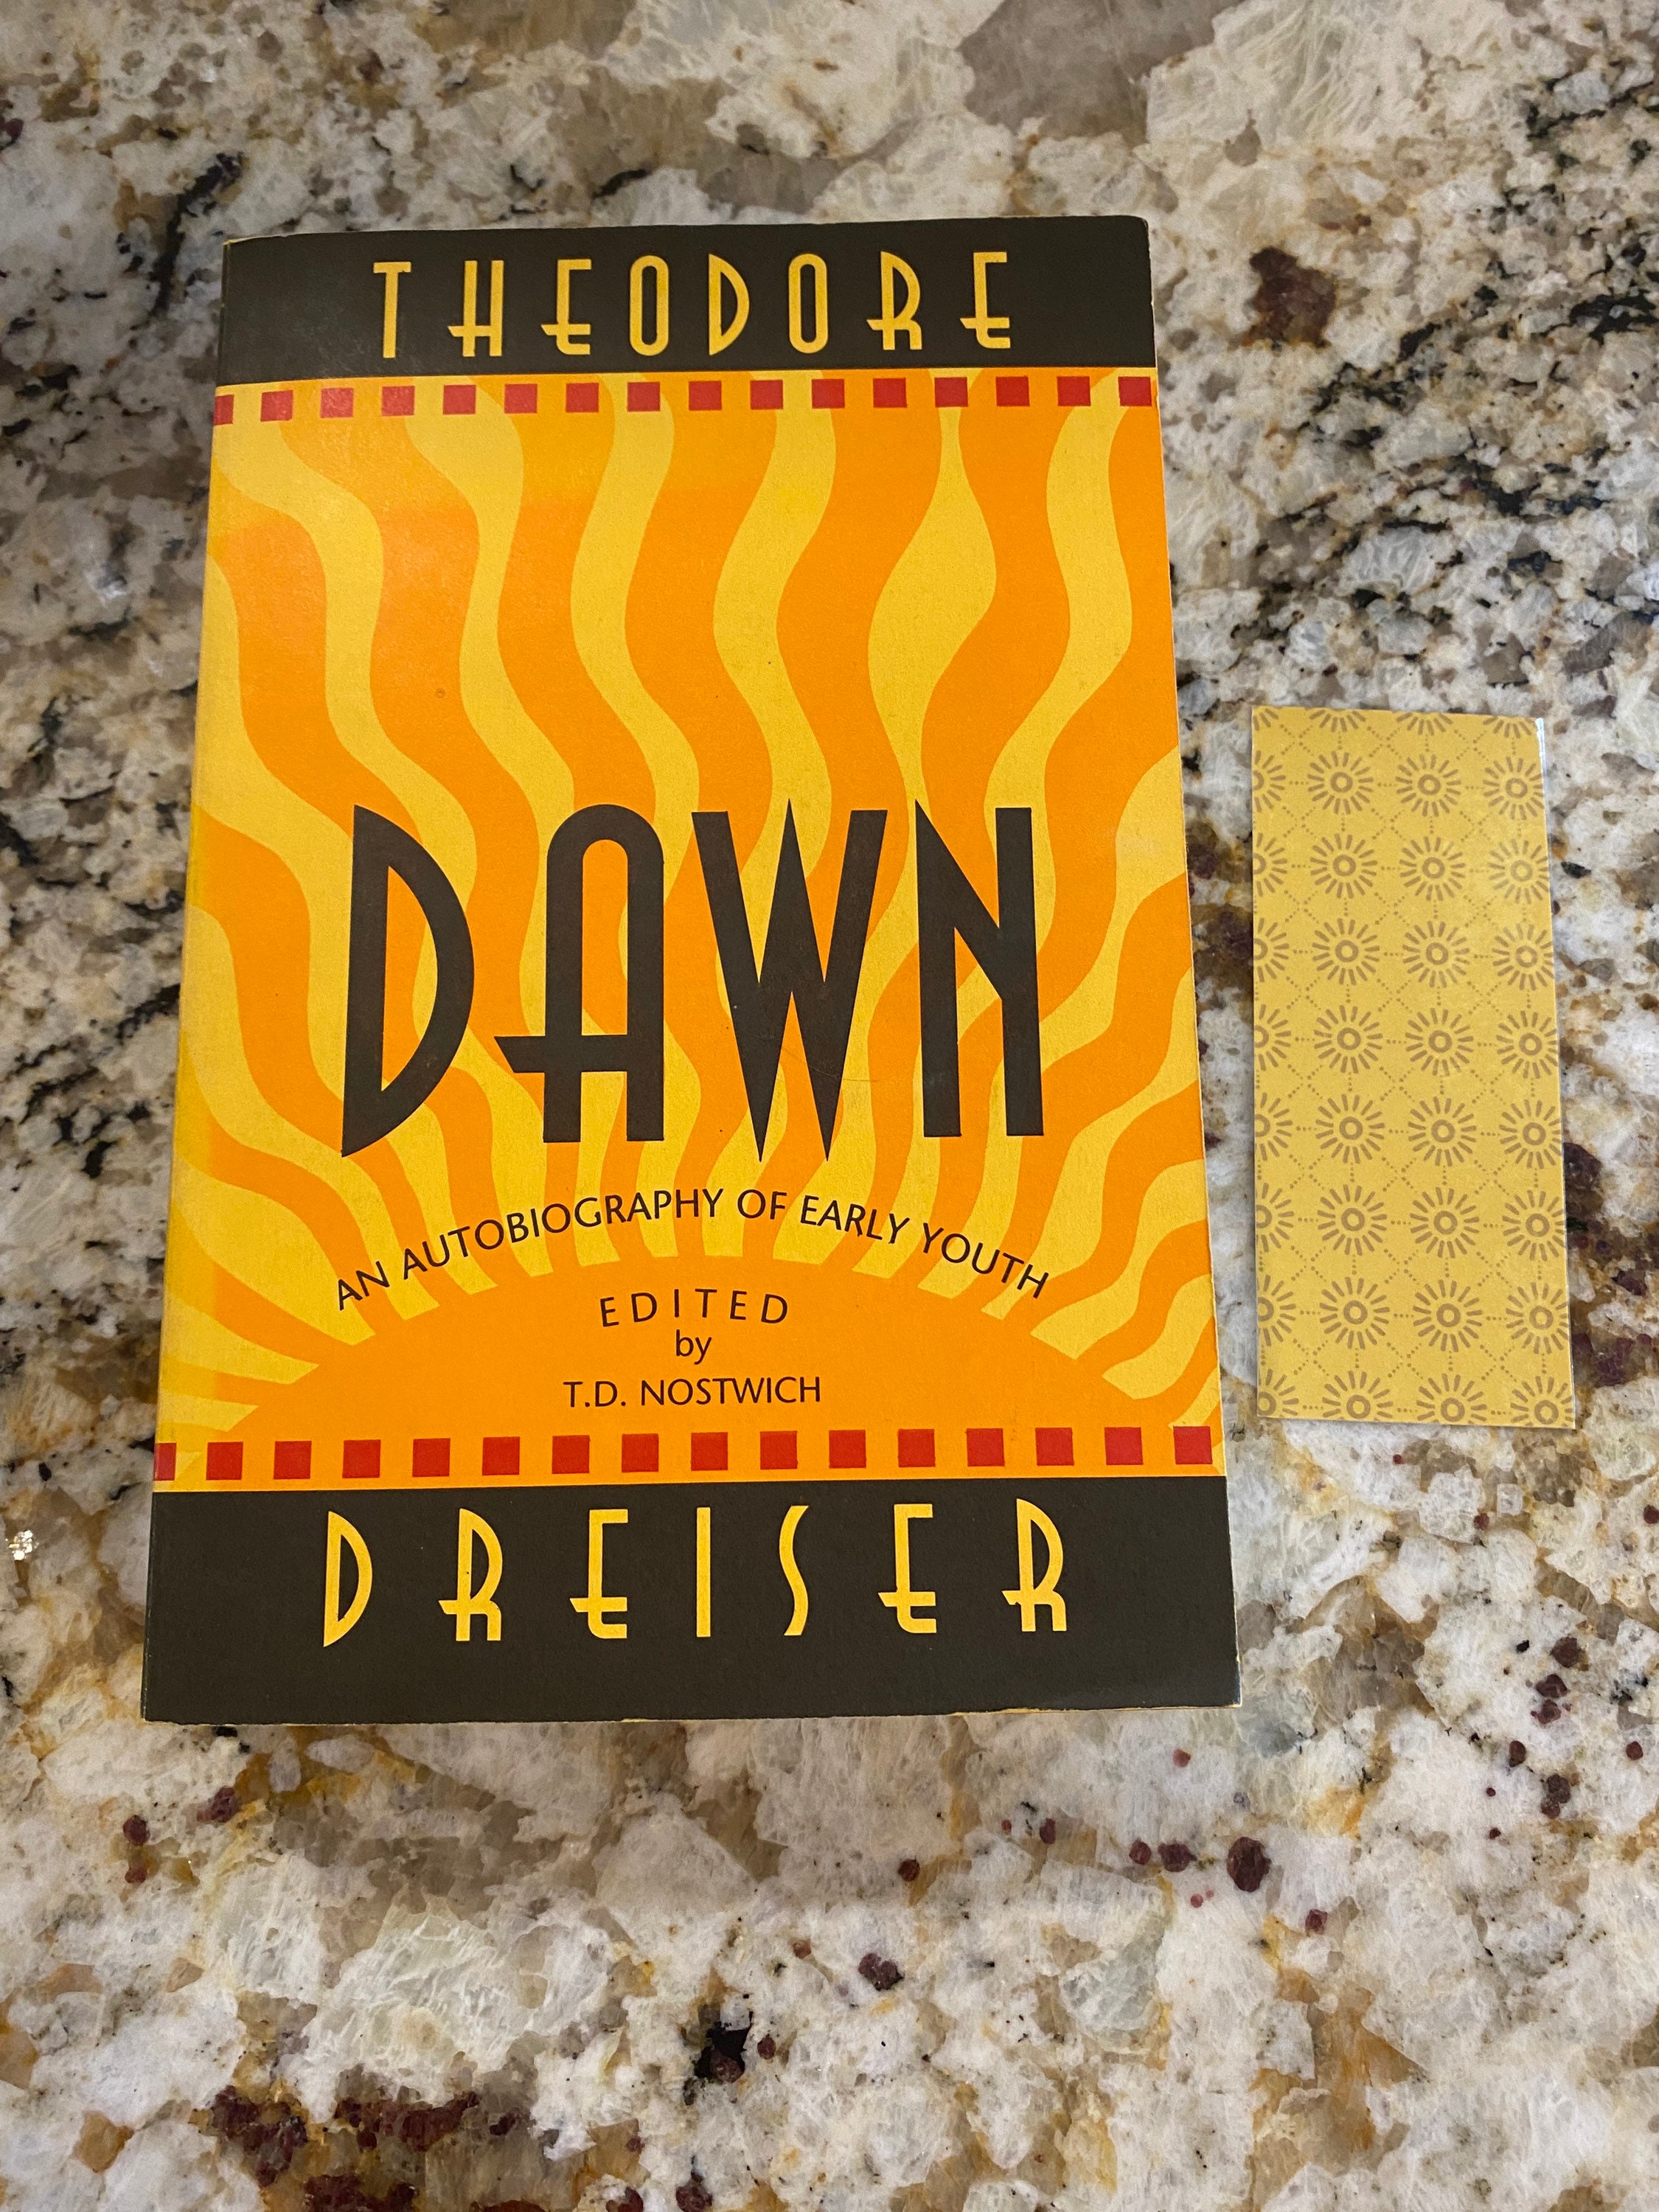 THEODORE
DAWN
AN AUTOBIOGRAPHY OF EARLY YOUTH
EDITED
by
T.D. NOSTWICH
DREISER